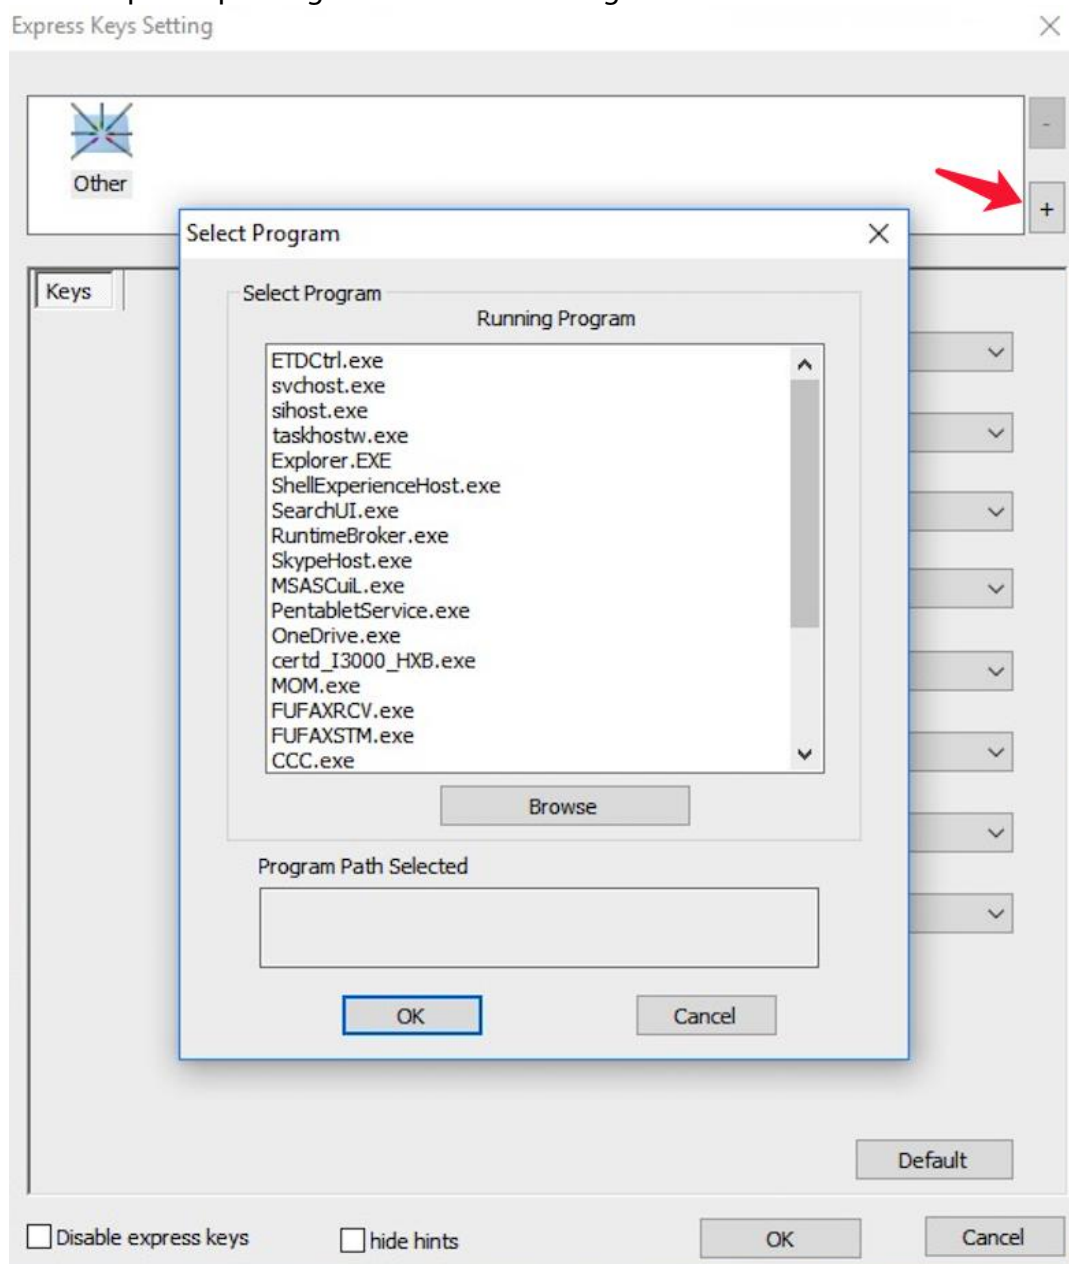 Express Keys Setting
-
Other
+
Select Program
Keys
Select Program
Running Program
ETDCtrl.exe
svchost.exe
sihost.exe
taskhostw.exe
Explorer.EXE
ShellExperienceHost.exe
SearchUI.exe
RuntimeBroker.exe
SkypeHost.exe
MSASCuiL.exe
PentabletService.exe
OneDrive.exe
certd_I3000_HXB.exe
MOM.exe
FUFAXRCV.exe
FUFAXSTM.exe
CCC.exe
Browse
Program Path Selected
OK Cancel
Default
Disable express keys hide hints OK Cancel